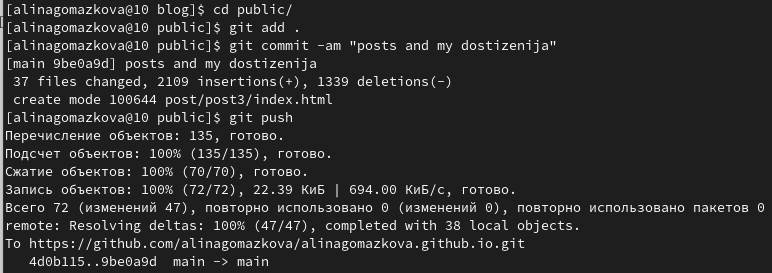 [alinagomazkova@10 blog]$ cd public/
[alinagomazkova@10 public]$ git add .
[alinagomazkova@10 public]$ git commit -am "posts and my dostizenija"
[main 9be0a9d] posts and my dostizenija
 37 files changed, 2109 insertions(+), 1339 deletions(-)
 create mode 100644 post/post3/index.html
[alinagomazkova@10 public]$ git push
Перечисление объектов: 135, готово.
Подсчет объектов: 100% (135/135), готово.
Сжатие объектов: 100% (70/70), готово.
Запись объектов: 100% (72/72), 22.39 КиБ | 694.00 КиБ/с, готово.
Всего 72 (изменений 47), повторно использовано 0 (изменений 0), повторно использовано пакетов 0
remote: Resolving deltas: 100% (47/47), completed with 38 local objects.
To https://github.com/alinagomazkova/alinagomazkova.github.io.git
   4d0b115..9be0a9d  main -> main